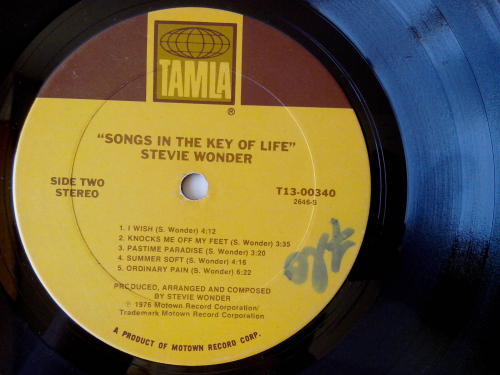 TAMLA
®
"SONGS IN THE KEY OF LIFE"
STEVIE WONDER
SIDE TWO
STEREO
T13-00340
2646-S
1. I WISH (S. Wonder) 4:12
2. KNOCKS ME OFF MY FEET (S. Wonder) 3:35
3. PASTIME PARADISE (S. Wonder) 3:20
4. SUMMER SOFT (S. Wonder) 4:16
5. ORDINARY PAIN (S. Wonder) 6:22
PRODUCED, ARRANGED AND COMPOSED
BY STEVIE WONDER
℗ 1976 Motown Record Corporation/
Trademark Motown Record Corporation
A PRODUCT OF MOTOWN RECORD CORP.